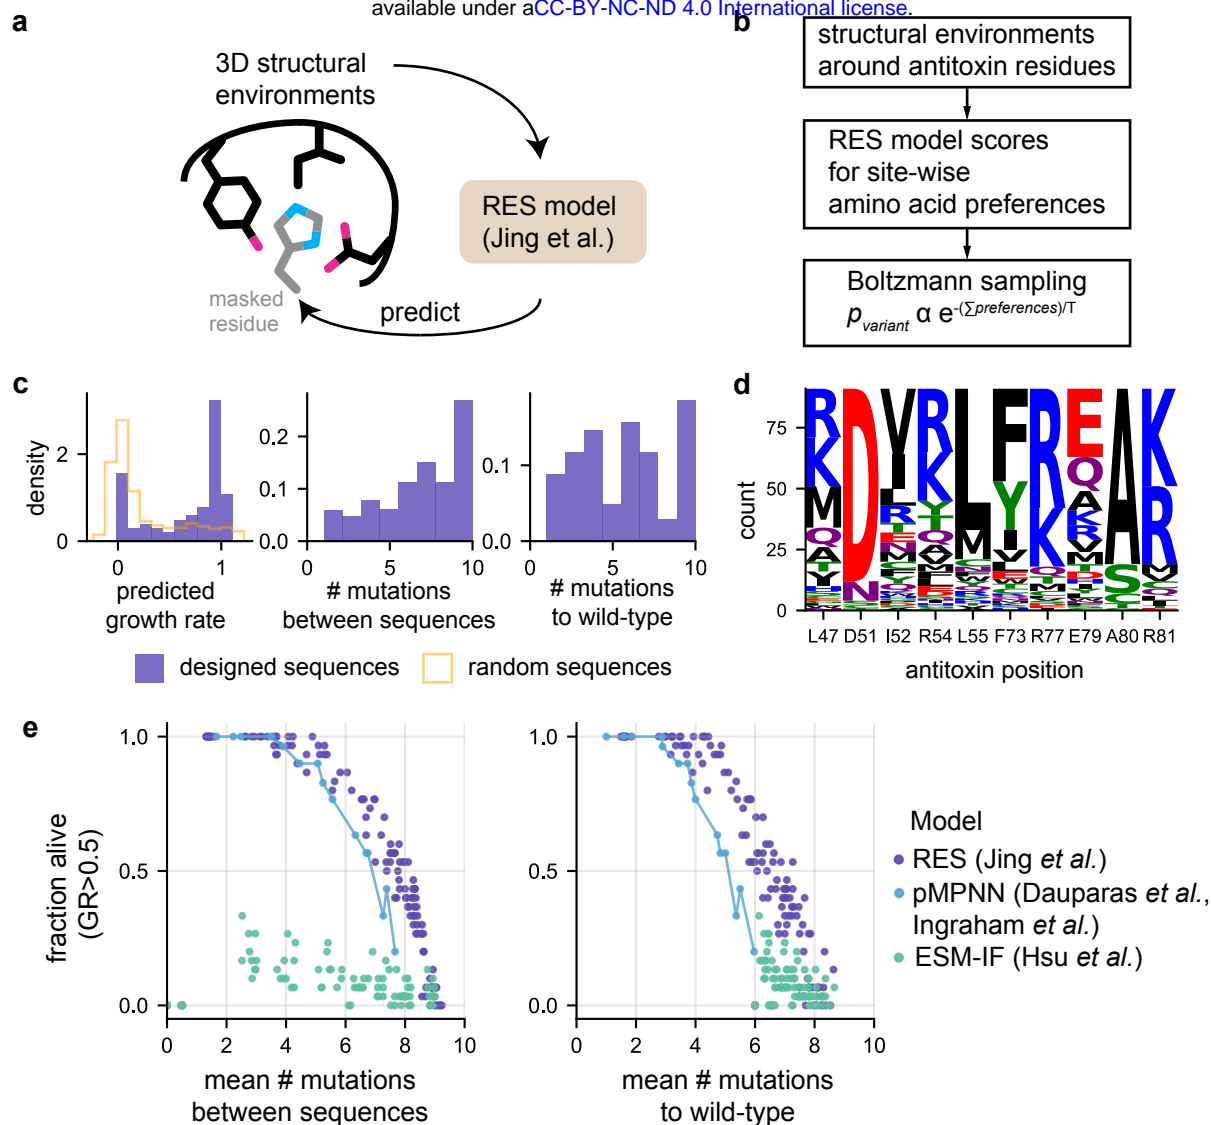 available under aCC-BY-NC-ND 4.0 International license.
a
3D structural
environments
RES model
(Jing et al.)
masked
residue
predict
b
structural environments
around antitoxin residues
RES model scores
for site-wise
amino acid preferences
Boltzmann sampling
p_variant α e^-(∑preferences)/T
c
density
2
0
0 1
predicted
growth rate
0.2
0.1
0.0
0 5 10
# mutations
between sequences
0.1
0.0
0 5 10
# mutations
to wild-type
designed sequences
random sequences
d
count
75
50
25
0
L47 D51 I52 R54 L55 F73 R77 E79 A80 R81
antitoxin position
e
fraction alive
(GR>0.5)
1.0
0.5
0.0
0 2 4 6 8 10
mean # mutations
between sequences
1.0
0.5
0.0
0 2 4 6 8 10
mean # mutations
to wild-type
Model
RES (Jing et al.)
pMPNN (Dauparas et al.,
Ingraham et al.)
ESM-IF (Hsu et al.)